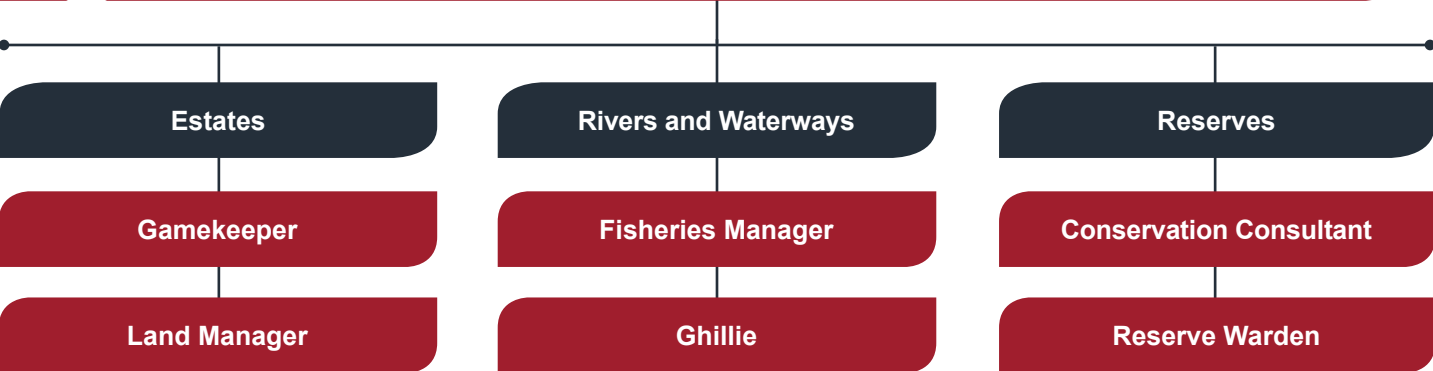 Estates
Rivers and Waterways
Reserves
Gamekeeper
Fisheries Manager
Conservation Consultant
Land Manager
Ghillie
Reserve Warden